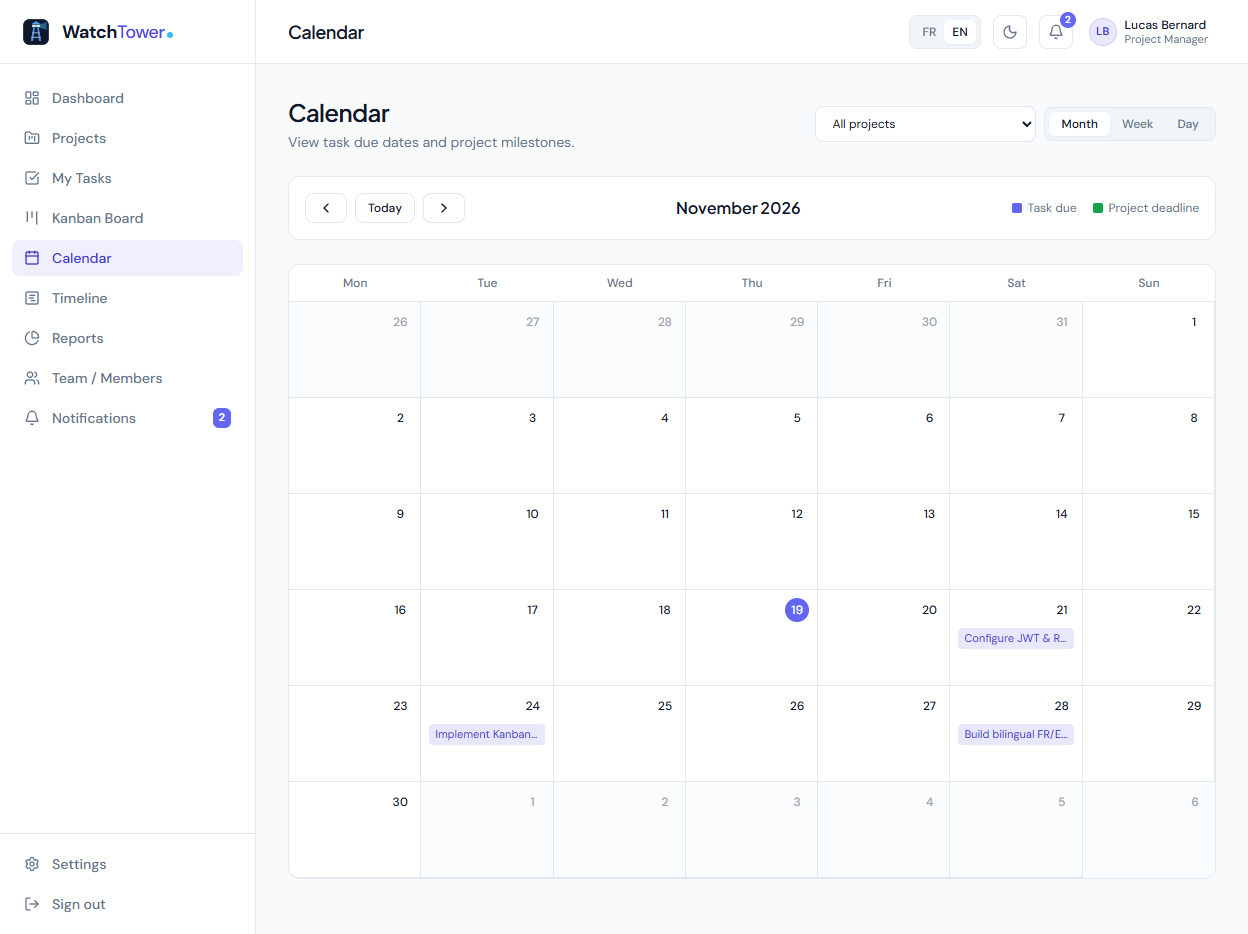 WatchTower
Calendar
FR EN
2
LB
Lucas Bernard
Project Manager
Dashboard
Projects
My Tasks
Kanban Board
Calendar
Timeline
Reports
Team / Members
Notifications 2
Settings
Sign out
Calendar
View task due dates and project milestones.
All projects
Month Week Day
Today
November 2026
Task due Project deadline
Mon Tue Wed Thu Fri Sat Sun
26 27 28 29 30 31 1
2 3 4 5 6 7 8
9 10 11 12 13 14 15
16 17 18 19 20 21 22
Configure JWT & R...
23 24 25 26 27 28 29
Implement Kanban... Build bilingual FR/E...
30 1 2 3 4 5 6